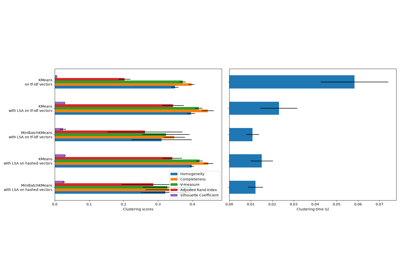 KMeans
on tf-idf vectors
KMeans
with LSA on tf-idf vectors
MiniBatchKMeans
with LSA on tf-idf vectors
KMeans
with LSA on hashed vectors
MiniBatchKMeans
with LSA on hashed vectors
Homogeneity
Completeness
V-measure
Adjusted Rand-Index
Silhouette Coefficient
0.0 0.1 0.2 0.3 0.4
Clustering scores
0.00 0.01 0.02 0.03 0.04 0.05 0.06 0.07
Clustering time (s)